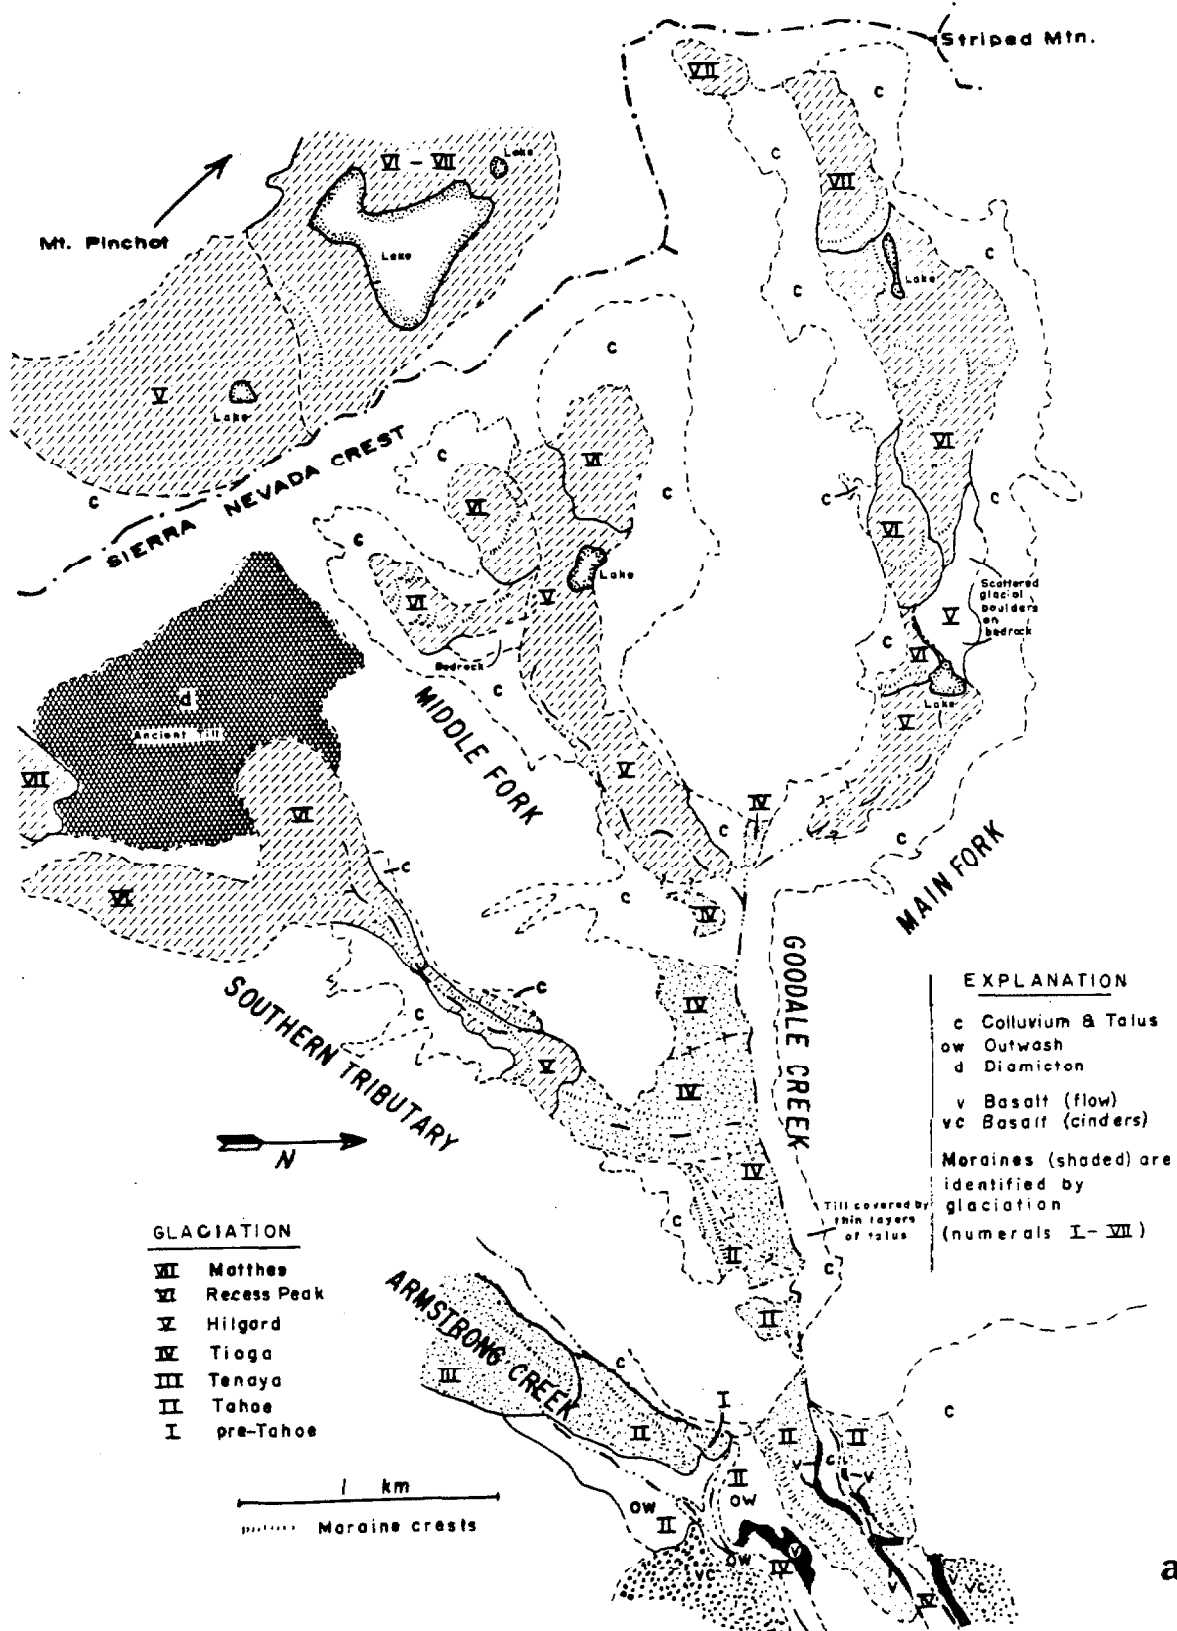 Striped Mtn.
VII
C
C
VI - VII
Lake
VII
Mt. Pinchot
Lake
C
C
Lake
C
V
Lake
VI
C
C
VI
C
C
C
SIERRA NEVADA CREST
VI
VI
C
Lake
V
Scattered
glacial
boulders
on
bedrock
V
VI
C
VI
Bedrock
C
Lake
V
d
Ancient Till
MIDDLE FORK
VII
V
VI
IV
C
C
C
MAIN FORK
VI
C
IV
GOODALE CREEK
SOUTHERN TRIBUTARY
C
C
IV
V
IV
N
IV
C
II
Till covered by
thin layers
of talus
C
EXPLANATION
c Colluvium & Talus
ow Outwash
d Diamicton
v Basalt (flow)
vc Basalt (cinders)
Moraines (shaded) are
identified by
glaciation
(numerals I - VII)
GLACIATION
VII Matthes
VI Recess Peak
V Hilgard
IV Tioga
III Tenaya
II Tahoe
I pre-Tahoe
1 km
Moraine crests
ARMSTRONG CREEK
II
C
III
I
II
C
II
II
V
C
V
II
OW
OW
II
OW
VC
IV
V
V
IV
V
VC
a